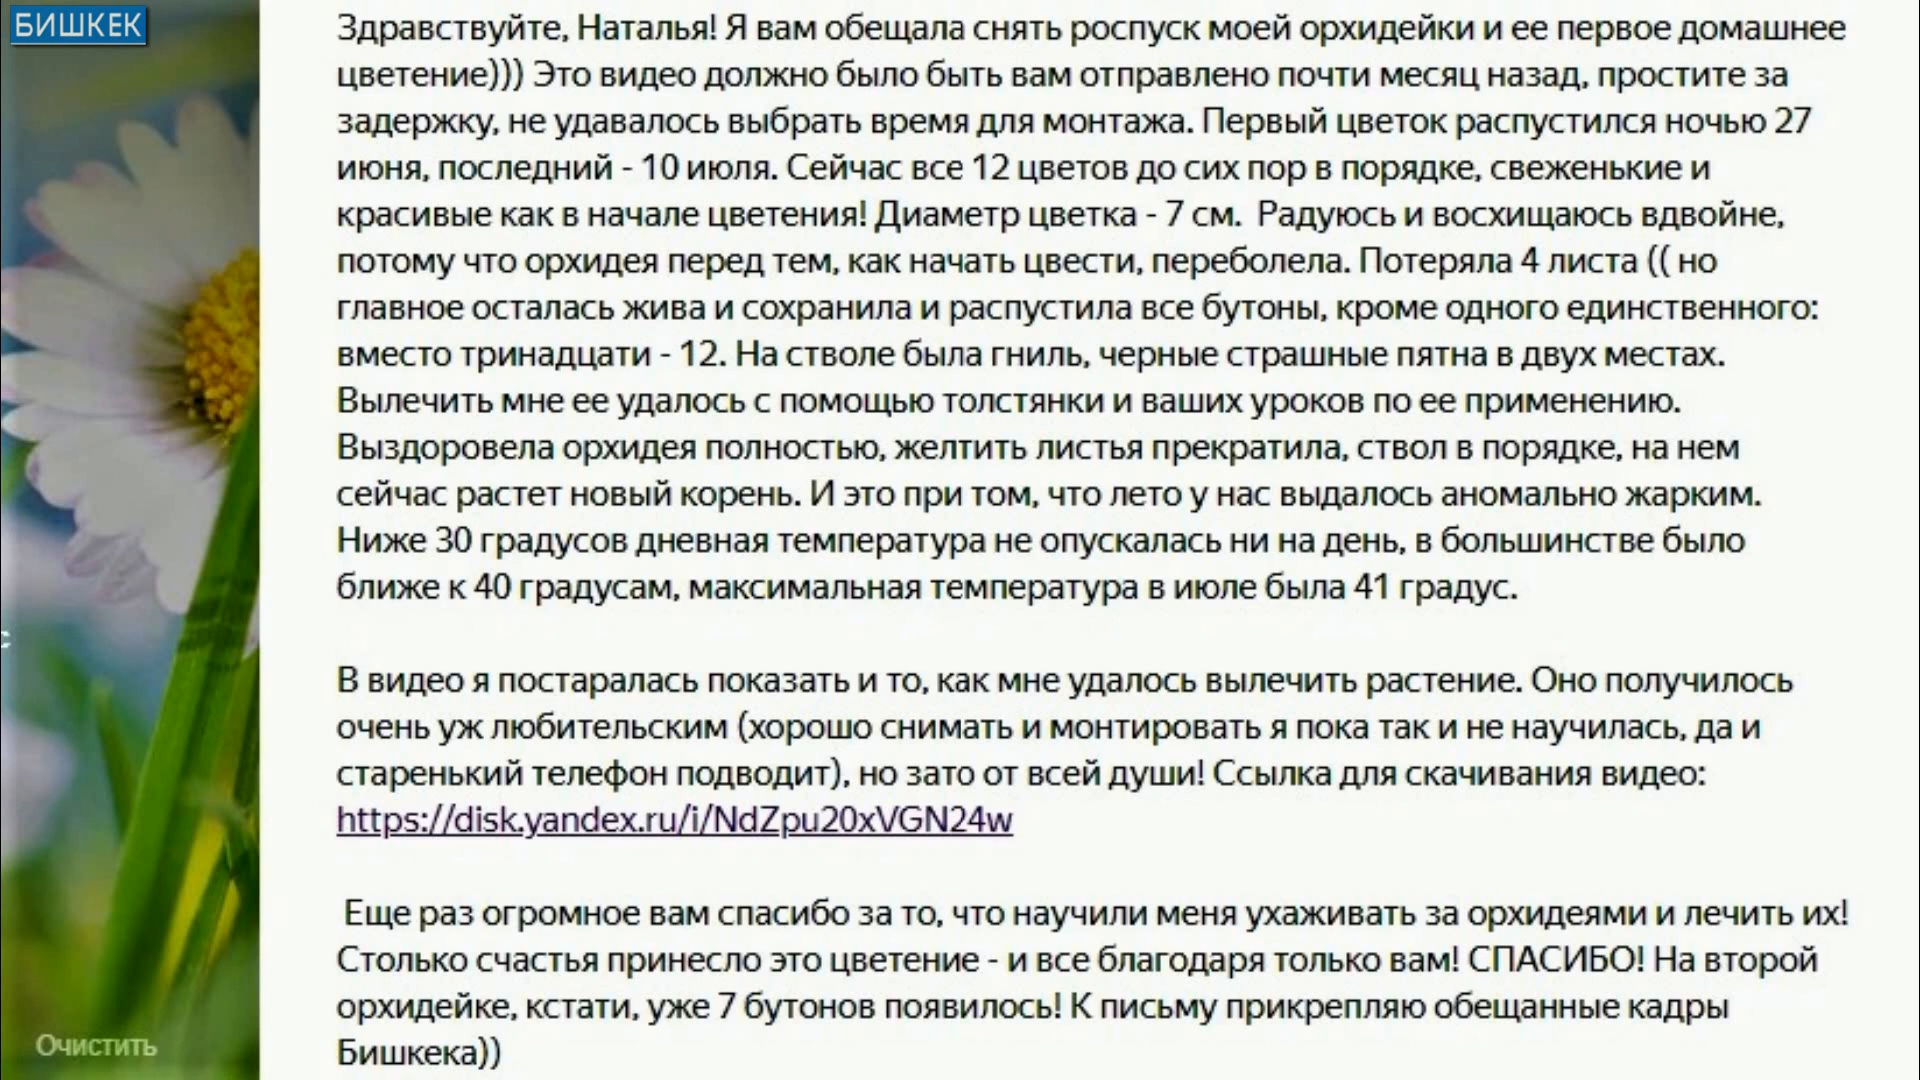 БИШКЕК
Здравствуйте, Наталья! Я вам обещала снять роспуск моей орхидейки и ее первое домашнее
цветение))) Это видео должно было быть вам отправлено почти месяц назад, простите за
задержку, не удавалось выбрать время для монтажа. Первый цветок распустился ночью 27
июня, последний - 10 июля. Сейчас все 12 цветов до сих пор в порядке, свеженькие и
красивые как в начале цветения! Диаметр цветка - 7 см. Радуюсь и восхищаюсь вдвойне,
потому что орхидея перед тем, как начать цвести, переболела. Потеряла 4 листа (( но
главное осталась жива и сохранила и распустила все бутоны, кроме одного единственного:
вместо тринадцати - 12. На стволе была гниль, черные страшные пятна в двух местах.
Вылечить мне ее удалось с помощью толстянки и ваших уроков по ее применению.
Выздоровела орхидея полностью, желтить листья прекратила, ствол в порядке, на нем
сейчас растет новый корень. И это при том, что лето у нас выдалось аномально жарким.
Ниже 30 градусов дневная температура не опускалась ни на день, в большинстве было
ближе к 40 градусам, максимальная температура в июле была 41 градус.
В видео я постаралась показать и то, как мне удалось вылечить растение. Оно получилось
очень уж любительским (хорошо снимать и монтировать я пока так и не научилась, да и
старенький телефон подводит), но зато от всей души! Ссылка для скачивания видео:
https://disk.yandex.ru/i/NdZpu20xVGN24w
Еще раз огромное вам спасибо за то, что научили меня ухаживать за орхидеями и лечить их!
Столько счастья принесло это цветение - и все благодаря только вам! СПАСИБО! На второй
орхидейке, кстати, уже 7 бутонов появилось! К письму прикрепляю обещанные кадры
Бишкека))
Очистить